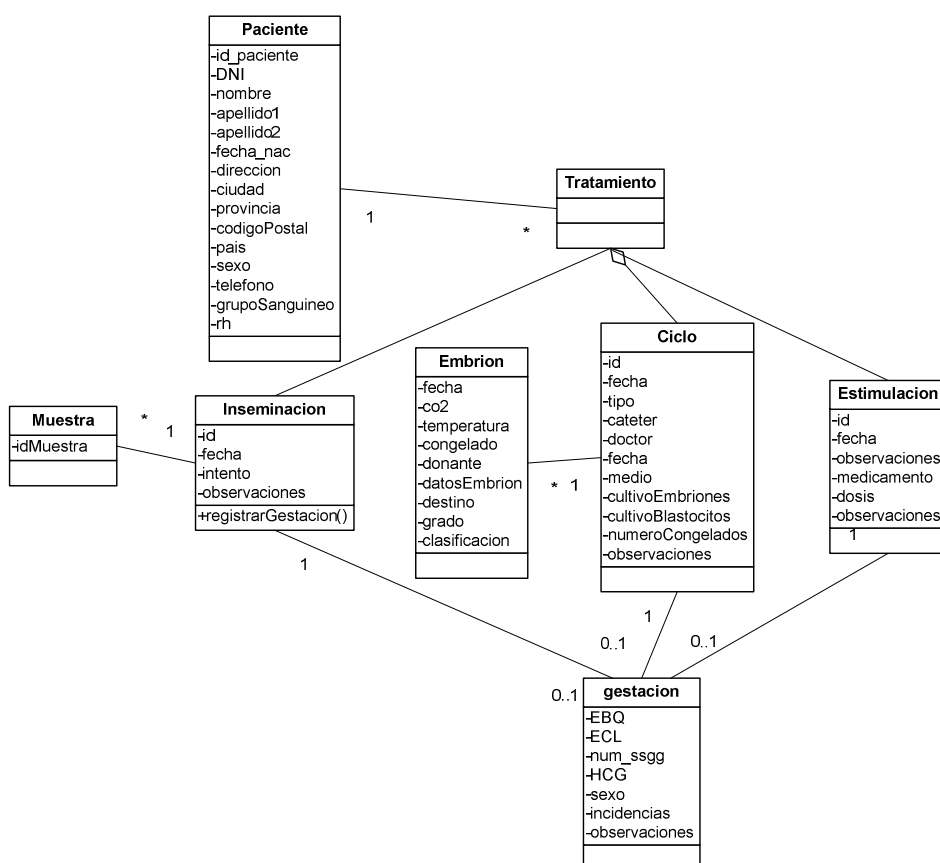 Paciente
-id_paciente
-DNI
-nombre
-apellido1
-apellido2
-fecha_nac
-direccion
-ciudad
-provincia
-codigoPostal
-pais
-sexo
-telefono
-grupoSanguineo
-rh
1
*
Tratamiento
Muestra
-idMuestra
*
1
Inseminacion
-id
-fecha
-intento
-observaciones
+registrarGestacion()
1
Embrion
-fecha
-co2
-temperatura
-congelado
-donante
-datosEmbrion
-destino
-grado
-clasificacion
* 1
Ciclo
-id
-fecha
-tipo
-cateter
-doctor
-fecha
-medio
-cultivoEmbriones
-cultivoBlastocitos
-numeroCongelados
-observaciones
1
0..1
Estimulacion
-id
-fecha
-observaciones
-medicamento
-dosis
-observaciones
1
0..1
0..1
gestacion
-EBQ
-ECL
-num_ssgg
-HCG
-sexo
-incidencias
-observaciones